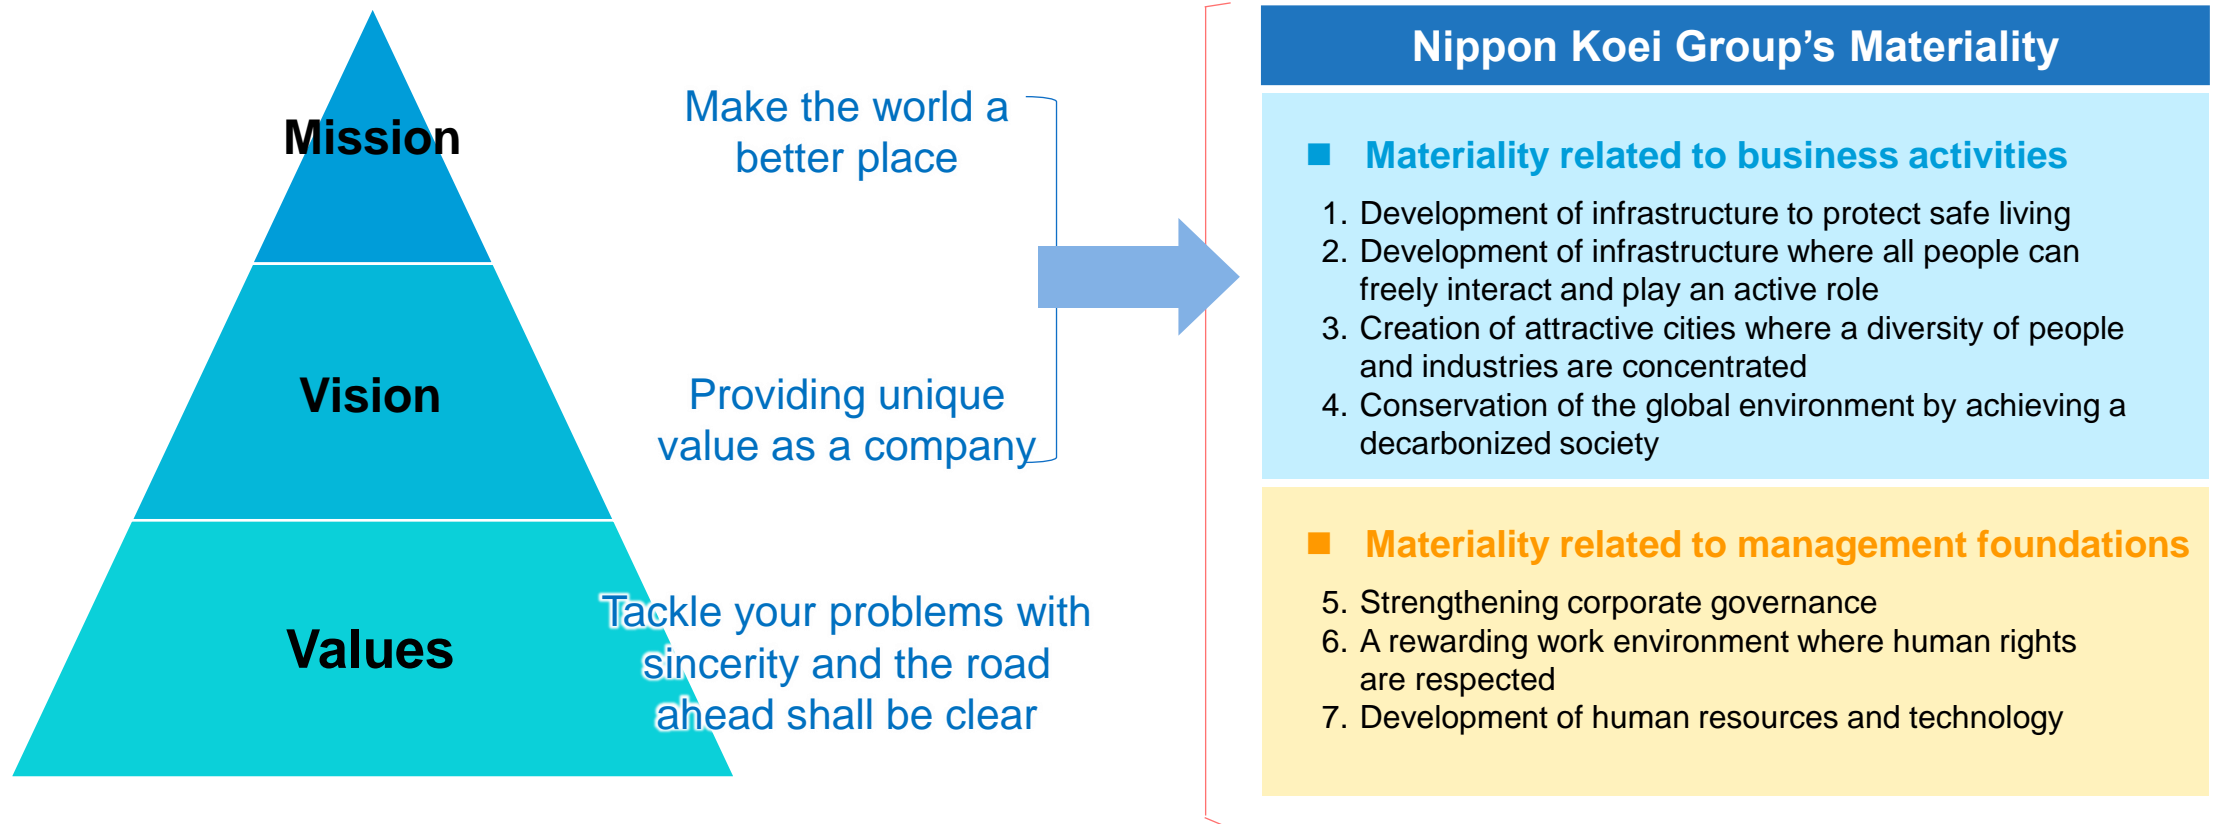 Mission
Make the world a
better place
Vision
Providing unique
value as a company
Values
Tackle your problems with
sincerity and the road
ahead shall be clear
Nippon Koei Group’s Materiality
■ Materiality related to business activities
1. Development of infrastructure to protect safe living
2. Development of infrastructure where all people can
freely interact and play an active role
3. Creation of attractive cities where a diversity of people
and industries are concentrated
4. Conservation of the global environment by achieving a
decarbonized society
■ Materiality related to management foundations
5. Strengthening corporate governance
6. A rewarding work environment where human rights
are respected
7. Development of human resources and technology